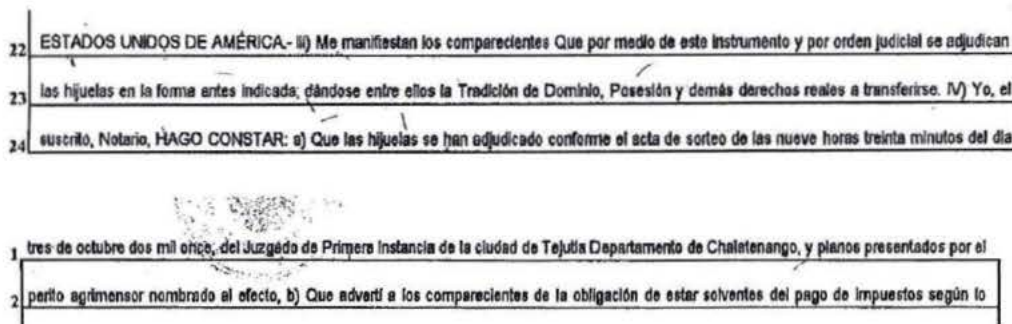 22 ESTADOS UNIDOS DE AMÉRICA.- III) Me manifiestan los comparecientes Que por medio de este Instrumento y por orden judicial se adjudican
23 las hijuelas en la forma antes indicada; dándose entre ellos la Tradición de Dominio, Posesión y demás derechos reales a transferirse. IV) Yo, el
24 suscrito, Notario, HAGO CONSTAR: a) Que las hijuelas se han adjudicado conforme el acta de sorteo de las nueve horas treinta minutos del dia
1 tres de octubre dos mil once, del Juzgado de Primera Instancia de la ciudad de Tejutla Departamento de Chalatenango, y planos presentados por el
2 perito agrimensor nombrado al efecto, b) Que advertí a los comparecientes de la obligación de estar solventes del pago de Impuestos según lo